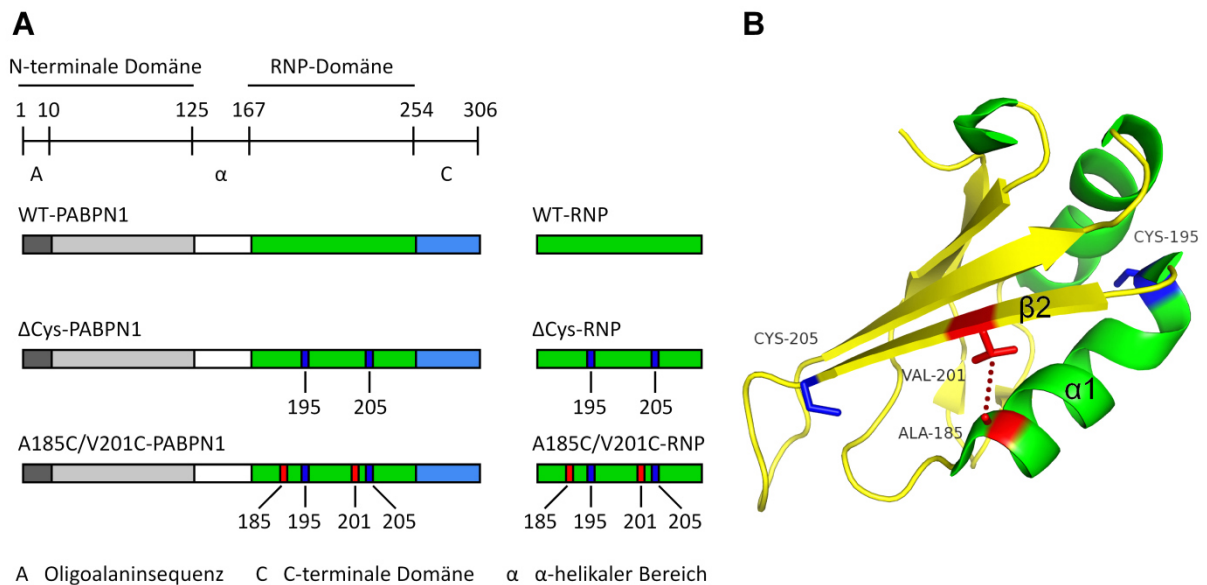 A
N-terminale Domäne RNP-Domäne
1 10 125 167 254 306
A α C
WT-PABPN1 WT-RNP
ΔCys-PABPN1 ΔCys-RNP
195 205 195 205
A185C/V201C-PABPN1 A185C/V201C-RNP
185 195 201 205 185 195 201 205
A Oligoalaninsequenz C C-terminale Domäne α α-helikaler Bereich
B
CYS-195
β2
CYS-205
VAL-201
α1
ALA-185